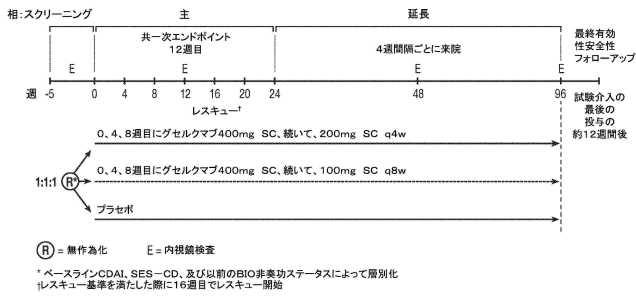 相：スクリーニング
主
延長
共一次エンドポイント
12週目
4週間隔ごとに来院
最終有効
性安全性
フォローアップ
E
E
E
E
週
-5
0
4
8
12
16
20
24
48
96
レスキュー†
試験介入の
最後の
投与の
約12週間後
0、4、8週目にグセルクマブ400mg SC、続いて、200mg SC q4w
1:1:1
R*
0、4、8週目にグセルクマブ400mg SC、続いて、100mg SC q8w
プラセボ
R = 無作為化
E = 内視鏡検査
* ベースラインCDAI、SES－CD、及び以前のBIO非奏功ステータスによって層別化
†レスキュー基準を満たした際に16週目でレスキュー開始